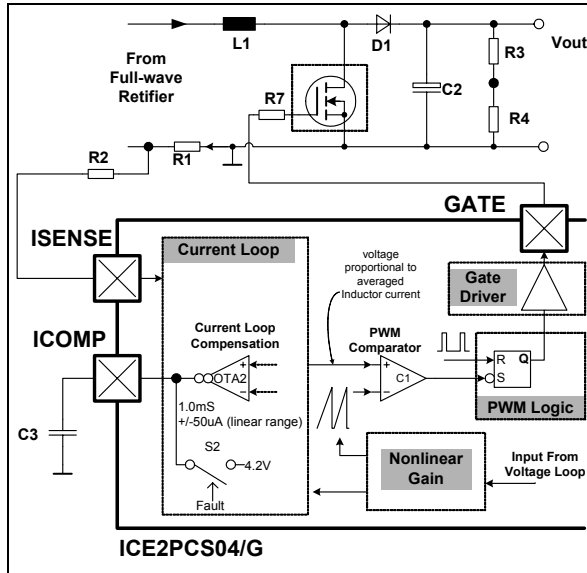 L1
D1
Vout
R3
From
Full-wave
Retifier
C2
R7
R4
R2
R1
GATE
ISENSE
Current Loop
voltage
proportional to
averaged
Inductor current
Gate
Driver
ICOMP
Current Loop
Compensation
PWM
Comparator
+
-
OTA2
+
-
C1
R
S
Q
PWM Logic
1.0mS
+/-50uA (linear range)
C3
S2
4.2V
Fault
Nonlinear
Gain
Input From
Voltage Loop
ICE2PCS04/G